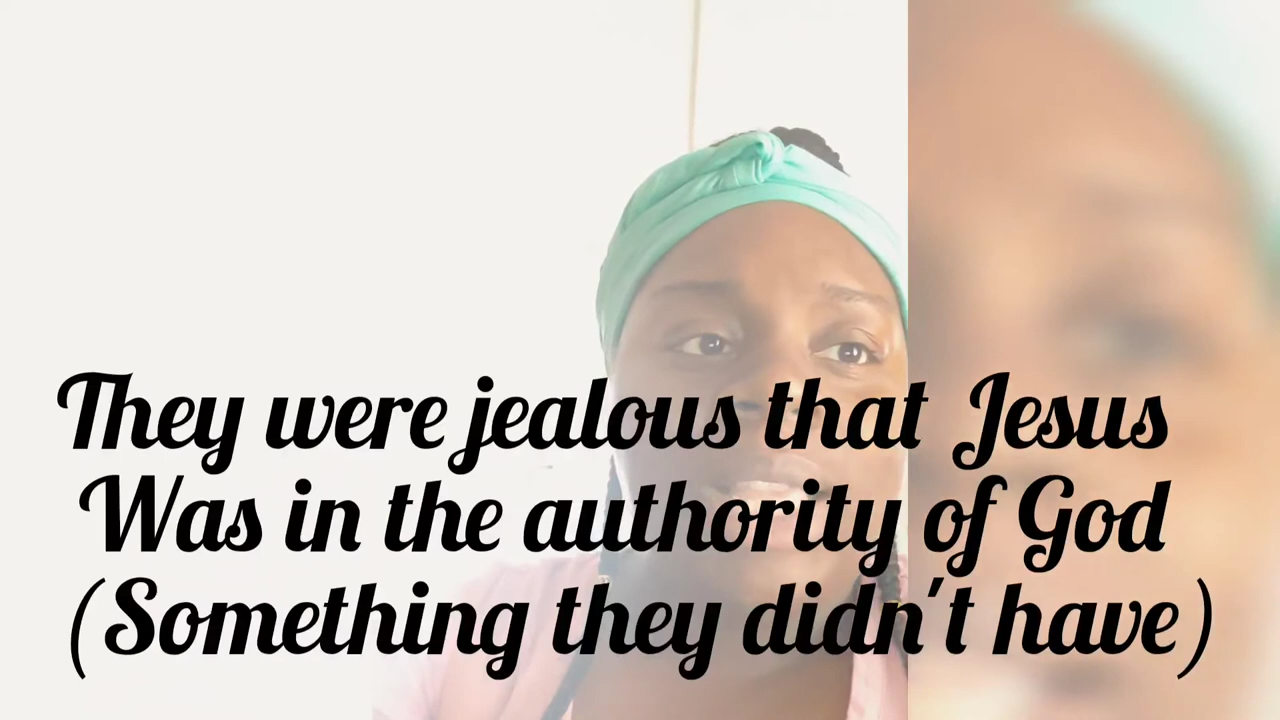 They were jealous that Jesus
Was in the authority of God
(Something they didn't have)